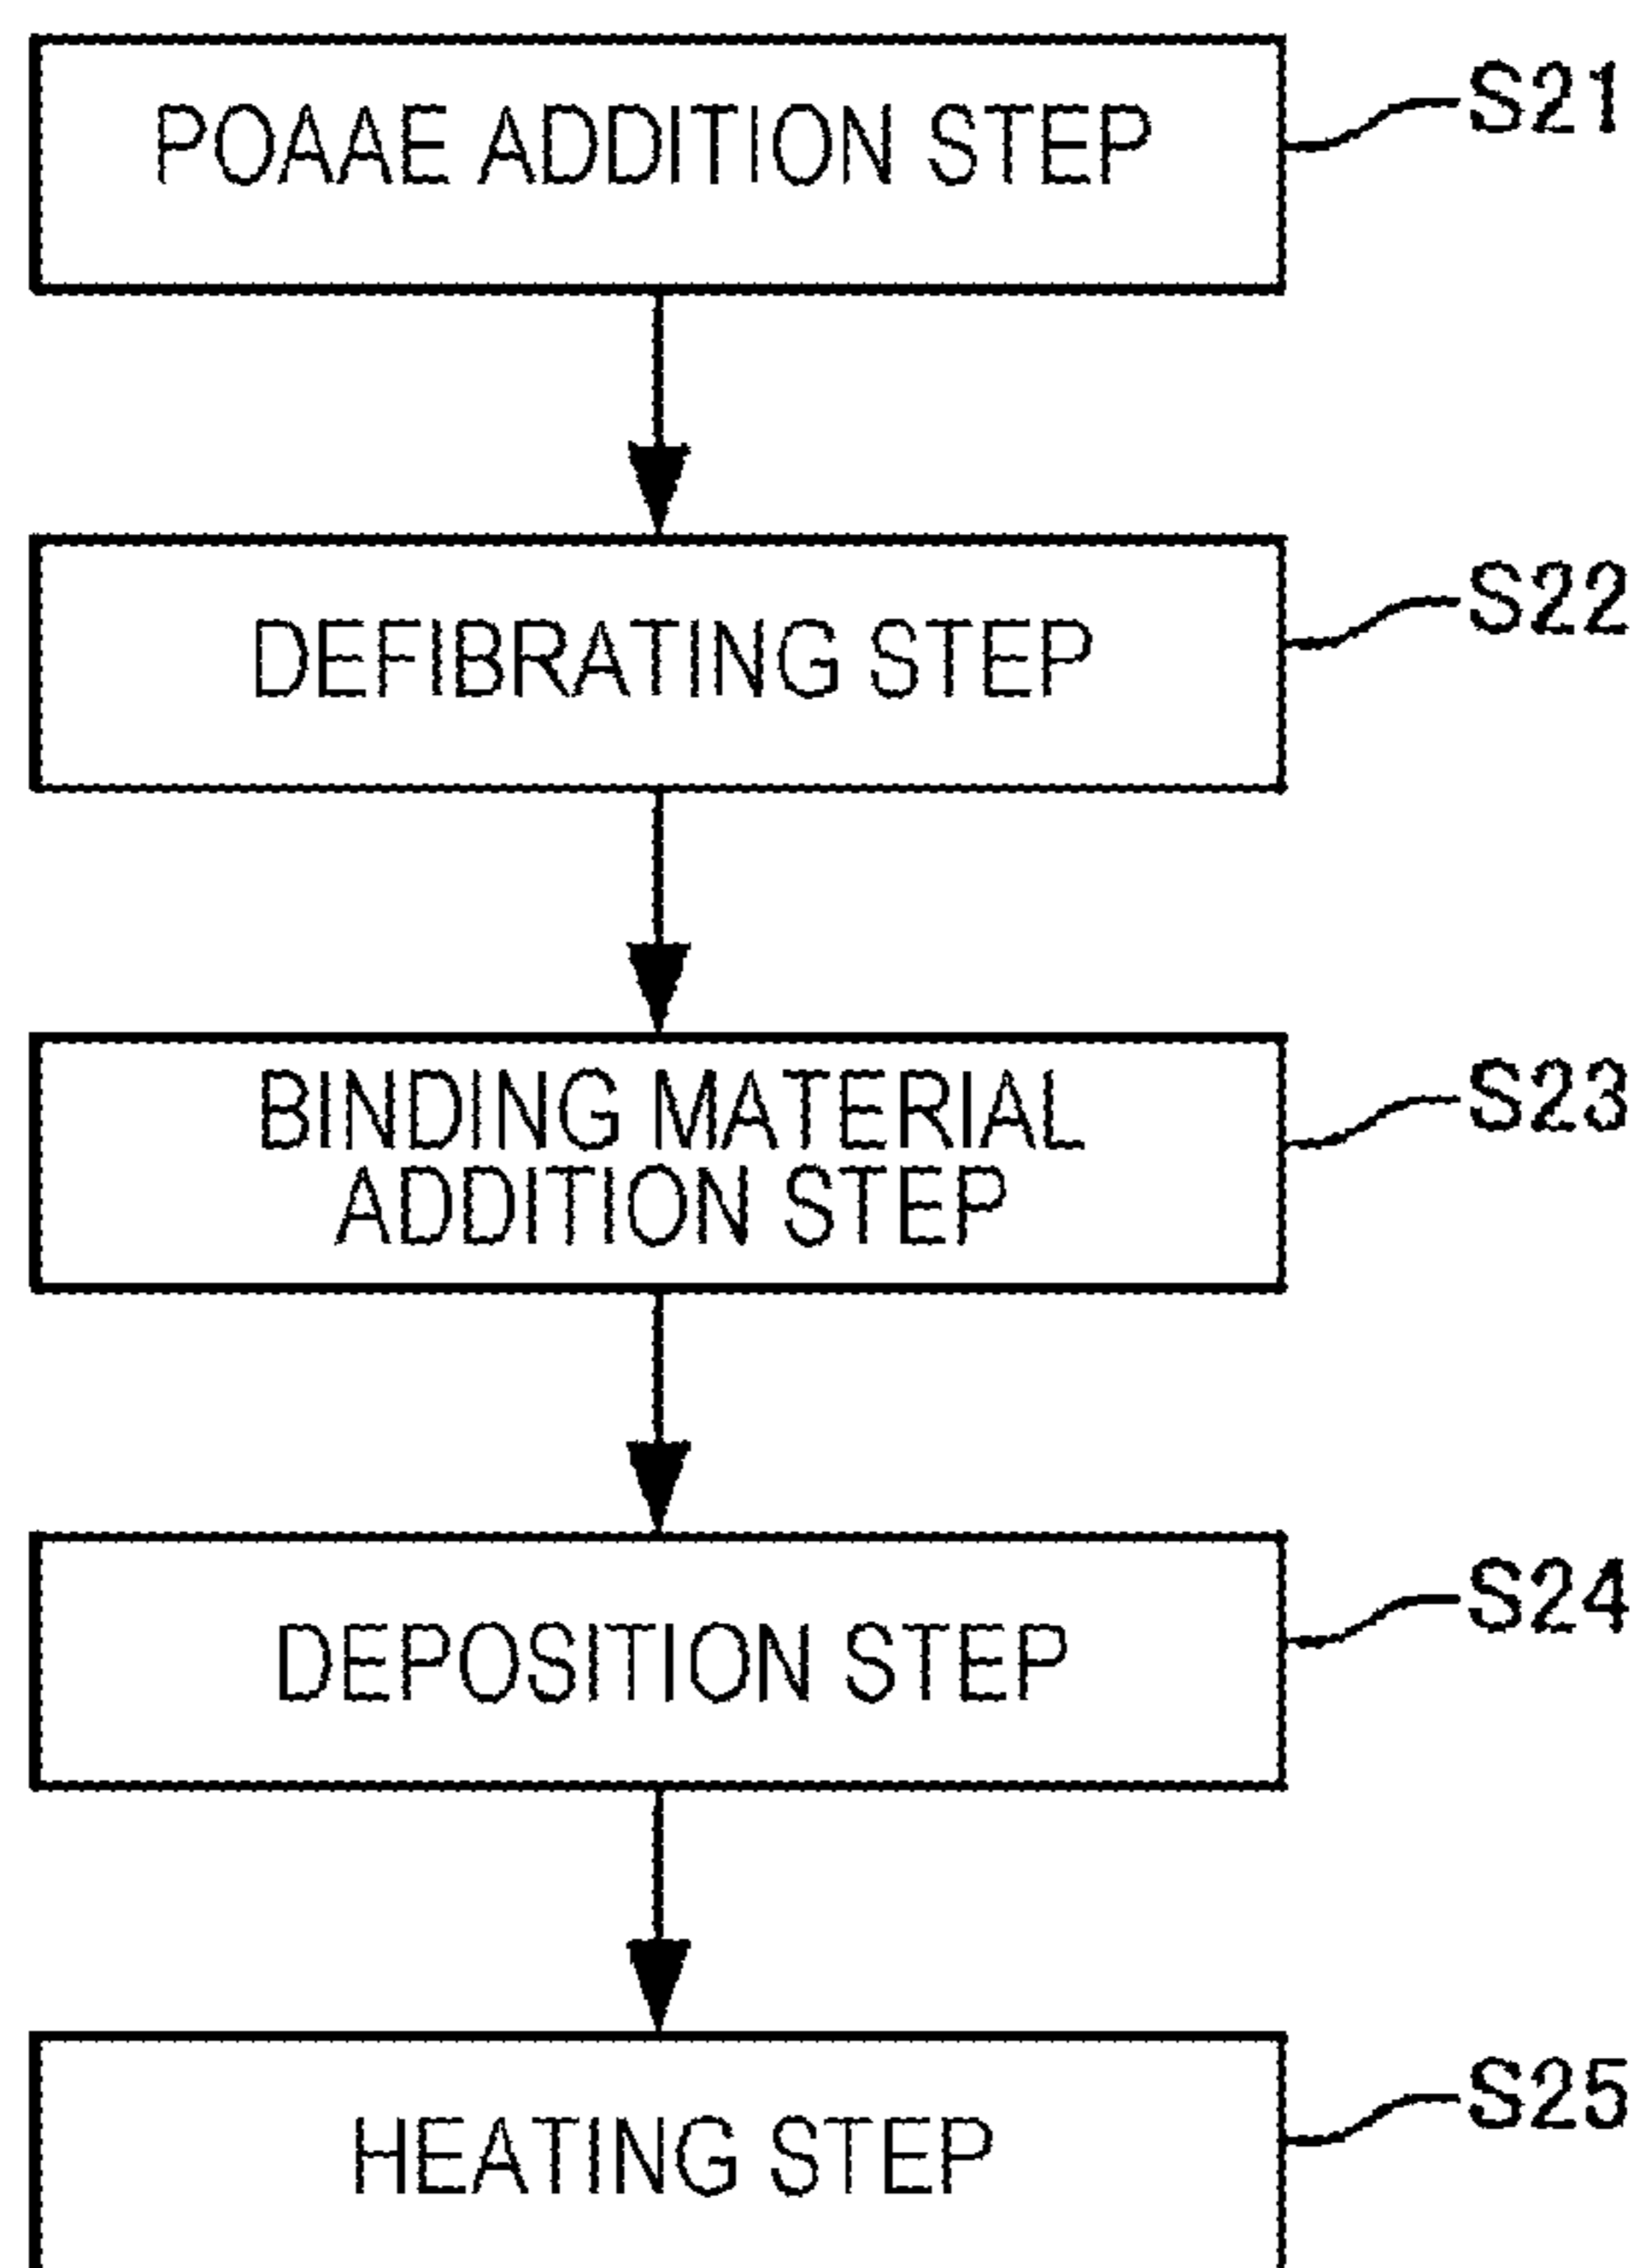 POAAE ADDITION STEP
S21
DEFIBRATING STEP
S22
BINDING MATERIAL
ADDITION STEP
S23
DEPOSITION STEP
S24
HEATING STEP
S25